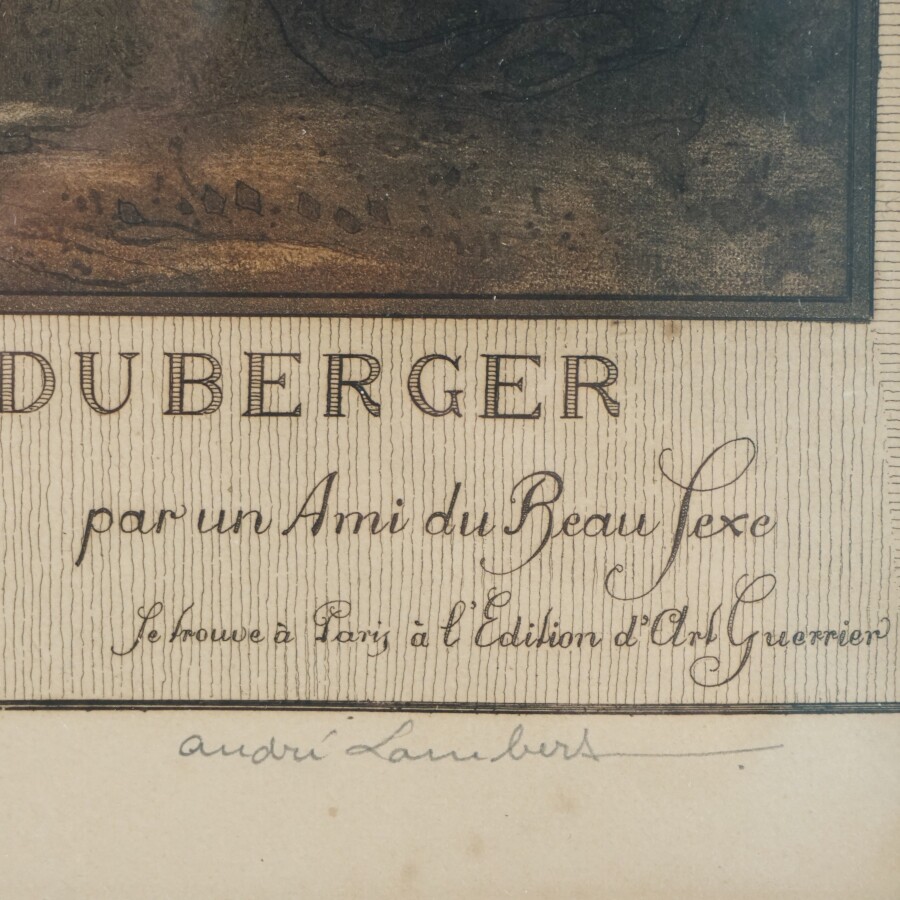 DUBERGER
par un Ami du Beau Sexe
Se trouve à Paris à l'Edition d'Art Guerrier
andré Lambert